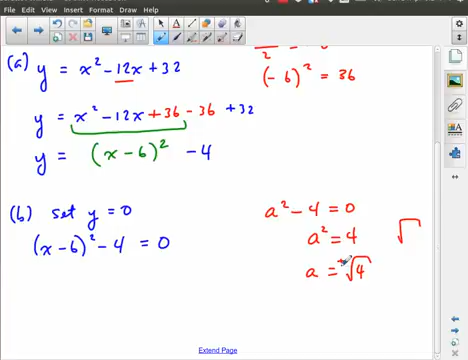 File Edit View Insert Format Draw Help
(a) y = x² - 12x + 32
2
(-6)² = 36
y = x² - 12x + 36 - 36 + 32
y = (x - 6)² - 4
(b) set y = 0
(x - 6)² - 4 = 0
a² - 4 = 0
a² = 4
√
a = √4
Extend Page